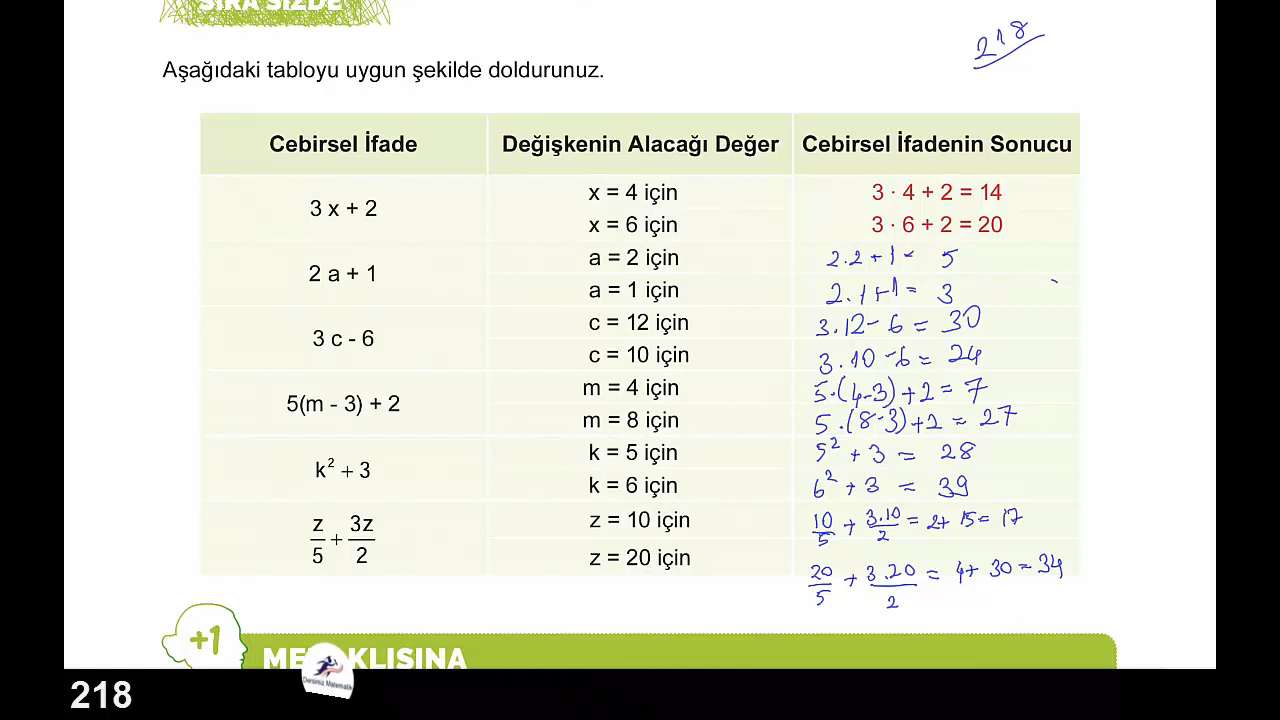 SIRA SİZDE
218
Aşağıdaki tabloyu uygun şekilde doldurunuz.
Cebirsel İfade Değişkenin Alacağı Değer Cebirsel İfadenin Sonucu
3 x + 2
x = 4 için 3 · 4 + 2 = 14
x = 6 için 3 · 6 + 2 = 20
2 a + 1
a = 2 için 2.2+1= 5
a = 1 için 2.1+1= 3
3 c - 6
c = 12 için 3.12-6 = 30
c = 10 için 3.10-6= 24
5(m - 3) + 2
m = 4 için 5.(4-3)+2=7
m = 8 için 5.(8-3)+2=27
k² + 3
k = 5 için 5²+3 = 28
k = 6 için 6²+3 = 39
z/5 + 3z/2
z = 10 için 10/5 + 3.10/2 = 2+15=17
z = 20 için 20/5 + 3.20/2 = 4+30=34
+1
Dersimiz Matematik
218